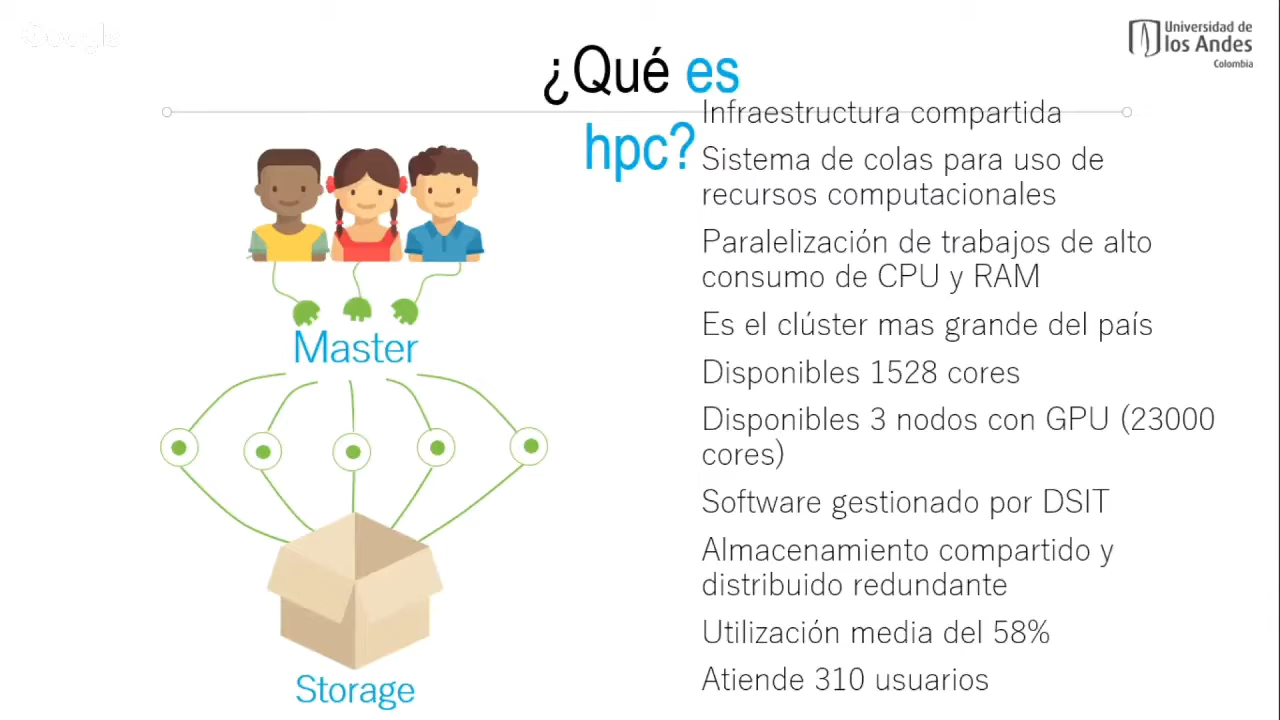 Google
Universidad de
los Andes
Colombia
¿Qué es
hpc?
Infraestructura compartida
Sistema de colas para uso de
recursos computacionales
Paralelización de trabajos de alto
consumo de CPU y RAM
Es el clúster mas grande del país
Disponibles 1528 cores
Disponibles 3 nodos con GPU (23000
cores)
Software gestionado por DSIT
Almacenamiento compartido y
distribuido redundante
Utilización media del 58%
Atiende 310 usuarios
Master
Storage